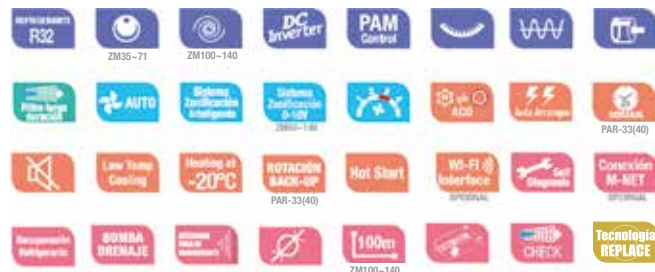 REFRIGERANTE
R32
ZM35~71
ZM100~140
DC
Inverter
PAM
Control
Filtro larga
duración
AUTO
Sistema
Zonificación
Inteligente
Sistema
Zonificación
0-10V
ZM60~140
ACO
Auto Arranque
SEMANAL
PAR-33(40)
Low Temp
Cooling
Heating at
-20°C
ROTACIÓN
BACK-UP
PAR-33(40)
Hot Start
WI-FI
Interface
OPCIONAL
Self
Diagnosis
Conexión
M-NET
OPCIONAL
Recuperación
Refrigerante
BOMBA
DRENAJE
100m
ZM100~140
CHECK
Tecnología
REPLACE